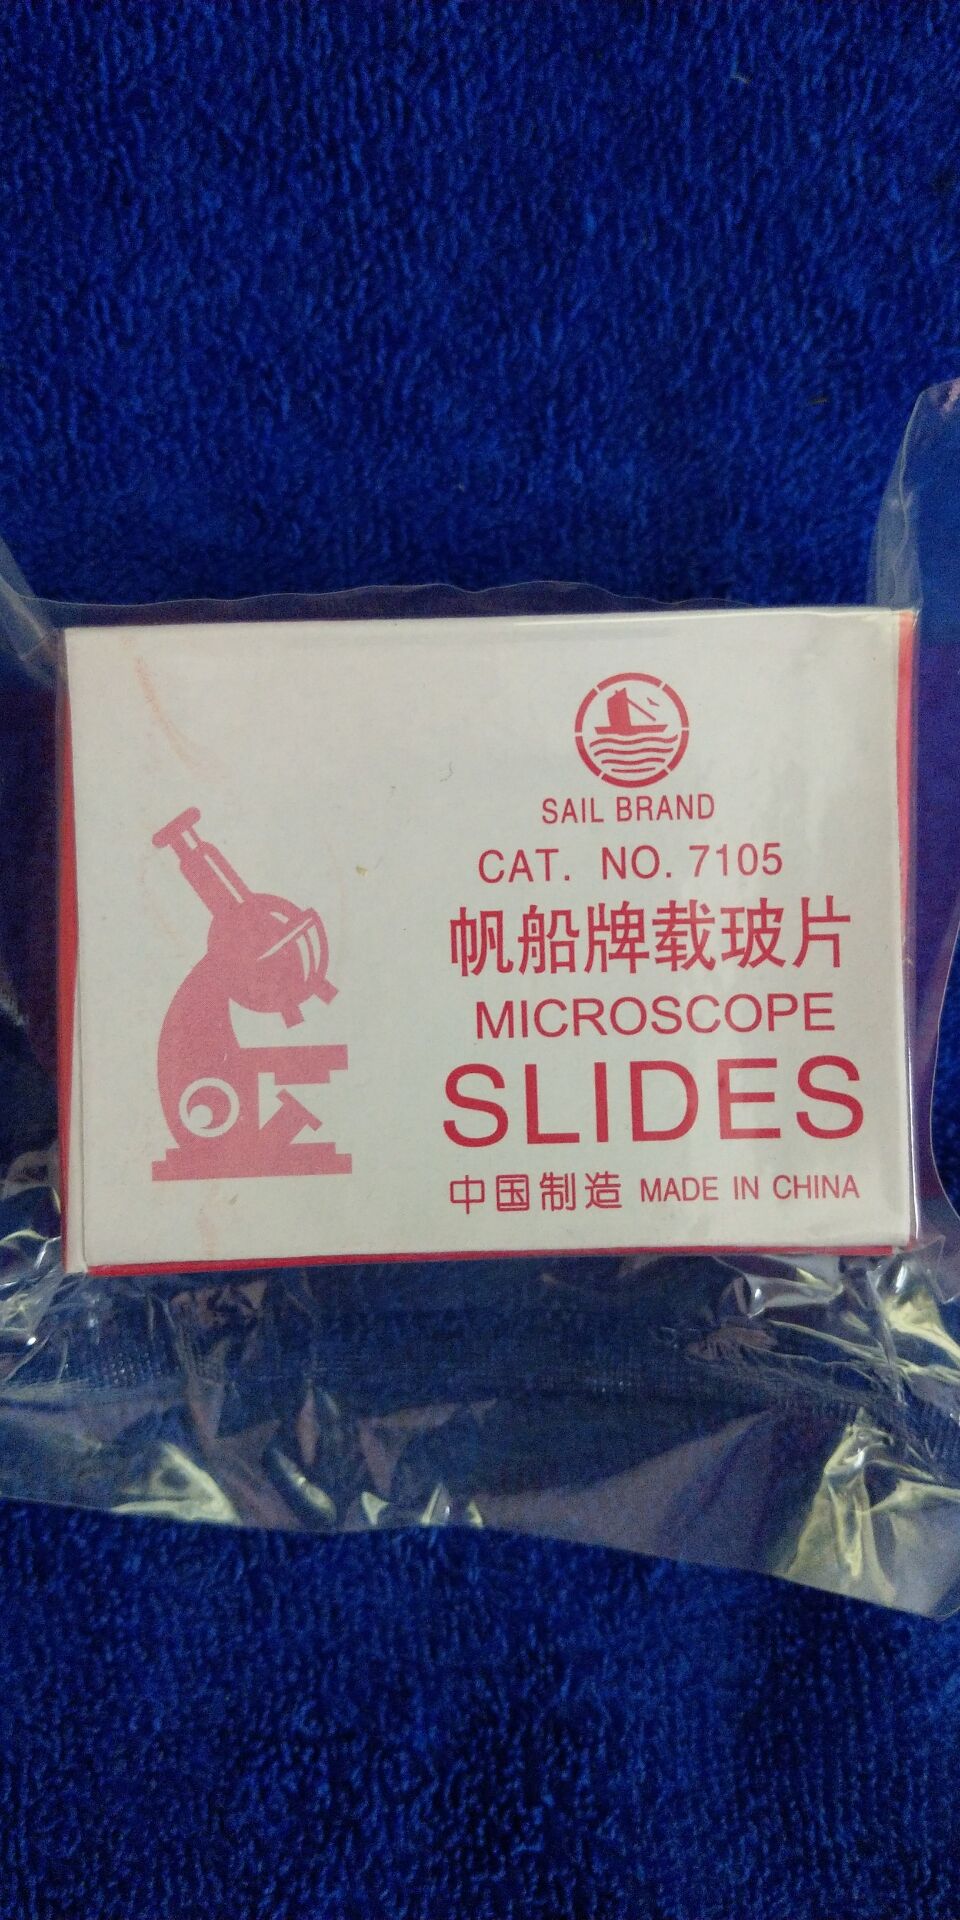 SAIL BRAND
CAT. NO. 7105
帆船牌载玻片
MICROSCOPE
SLIDES
中国制造 MADE IN CHINA